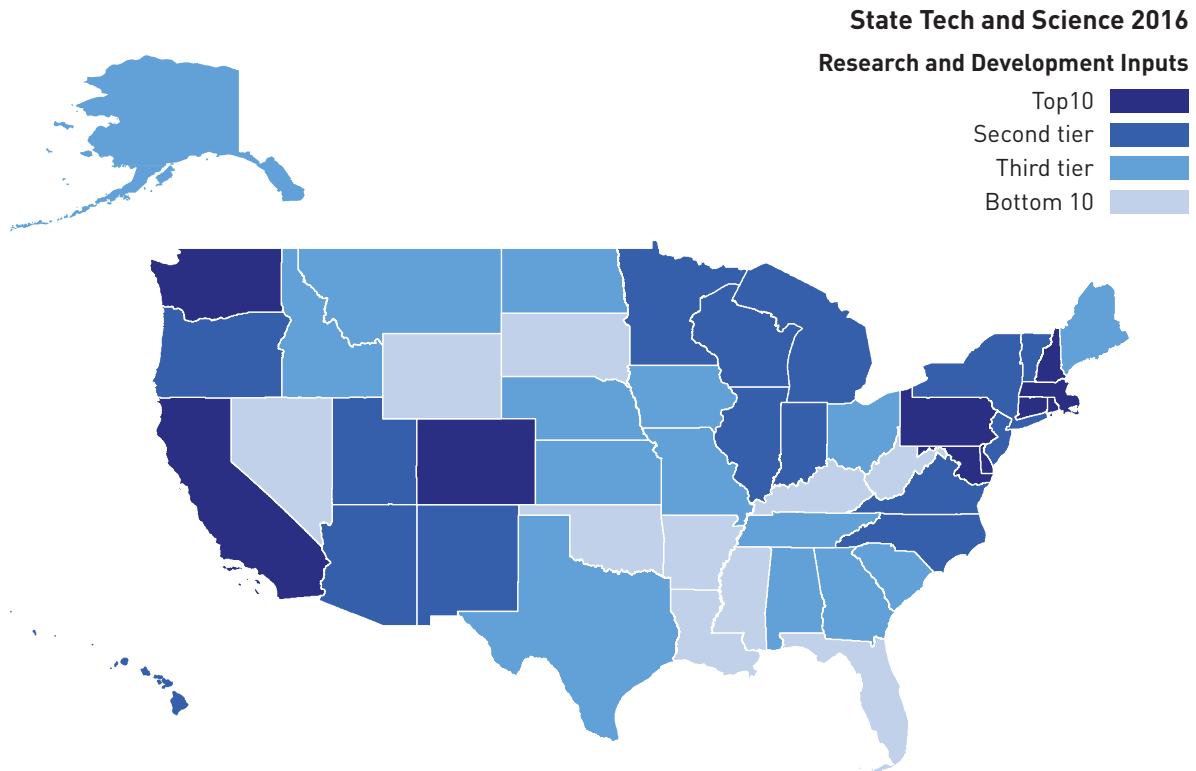 State Tech and Science 2016
Research and Development Inputs
Top10
Second tier
Third tier
Bottom 10